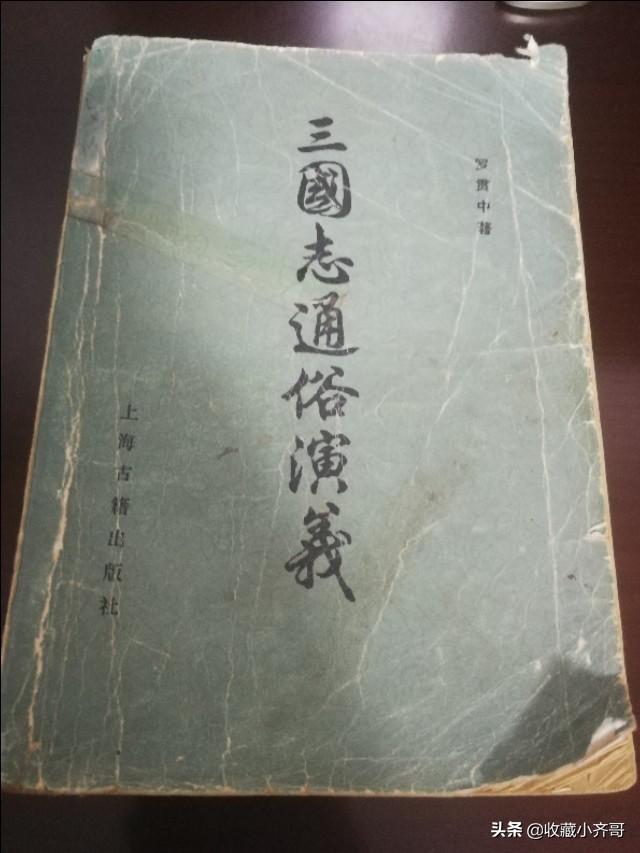 罗贯中著
三國志通俗演義
上海古籍出版社
头条 @收藏小齐哥